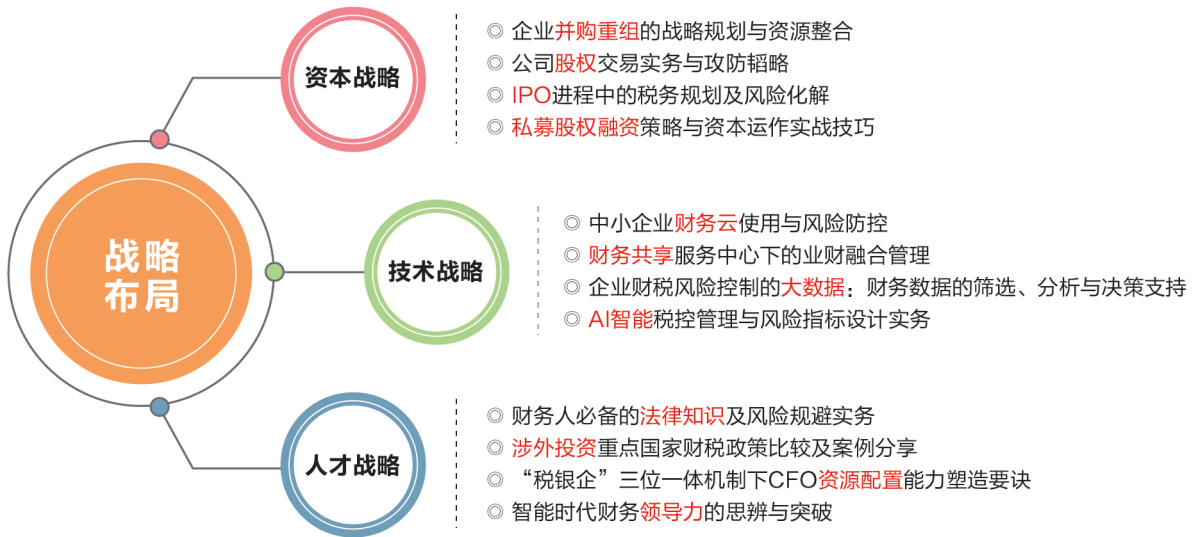 战略
布局
资本战略
◎ 企业并购重组的战略规划与资源整合
◎ 公司股权交易实务与攻防韬略
◎ IPO进程中的税务规划及风险化解
◎ 私募股权融资策略与资本运作实战技巧
技术战略
◎ 中小企业财务云使用与风险防控
◎ 财务共享服务中心下的业财融合管理
◎ 企业财税风险控制的大数据：财务数据的筛选、分析与决策支持
◎ AI智能税控管理与风险指标设计实务
人才战略
◎ 财务人必备的法律知识及风险规避实务
◎ 涉外投资重点国家财税政策比较及案例分享
◎ “税银企”三位一体机制下CFO资源配置能力塑造要诀
◎ 智能时代财务领导力的思辨与突破